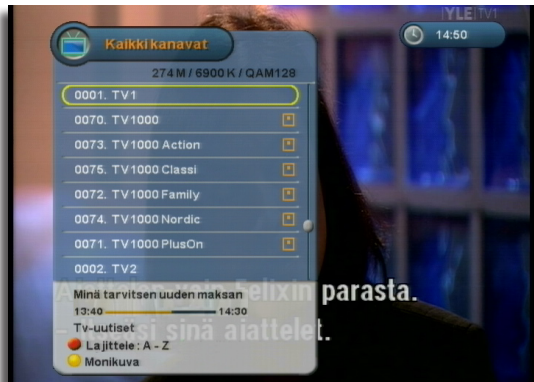 YLE TV1
Kaikki kanavat
14:50
274 M / 6900 K / QAM128
0001. TV1
0070. TV1000
0073. TV1000 Action
0075. TV1000 Classi
0072. TV1000 Family
0074. TV1000 Nordic
0071. TV1000 PlusOn
0002. TV2
Minä tarvitsen uuden maksan
13:40 14:30
Tv-uutiset
Lajittele: A - Z
Monikuva
Felixin parasta.
sinä ajattelet.